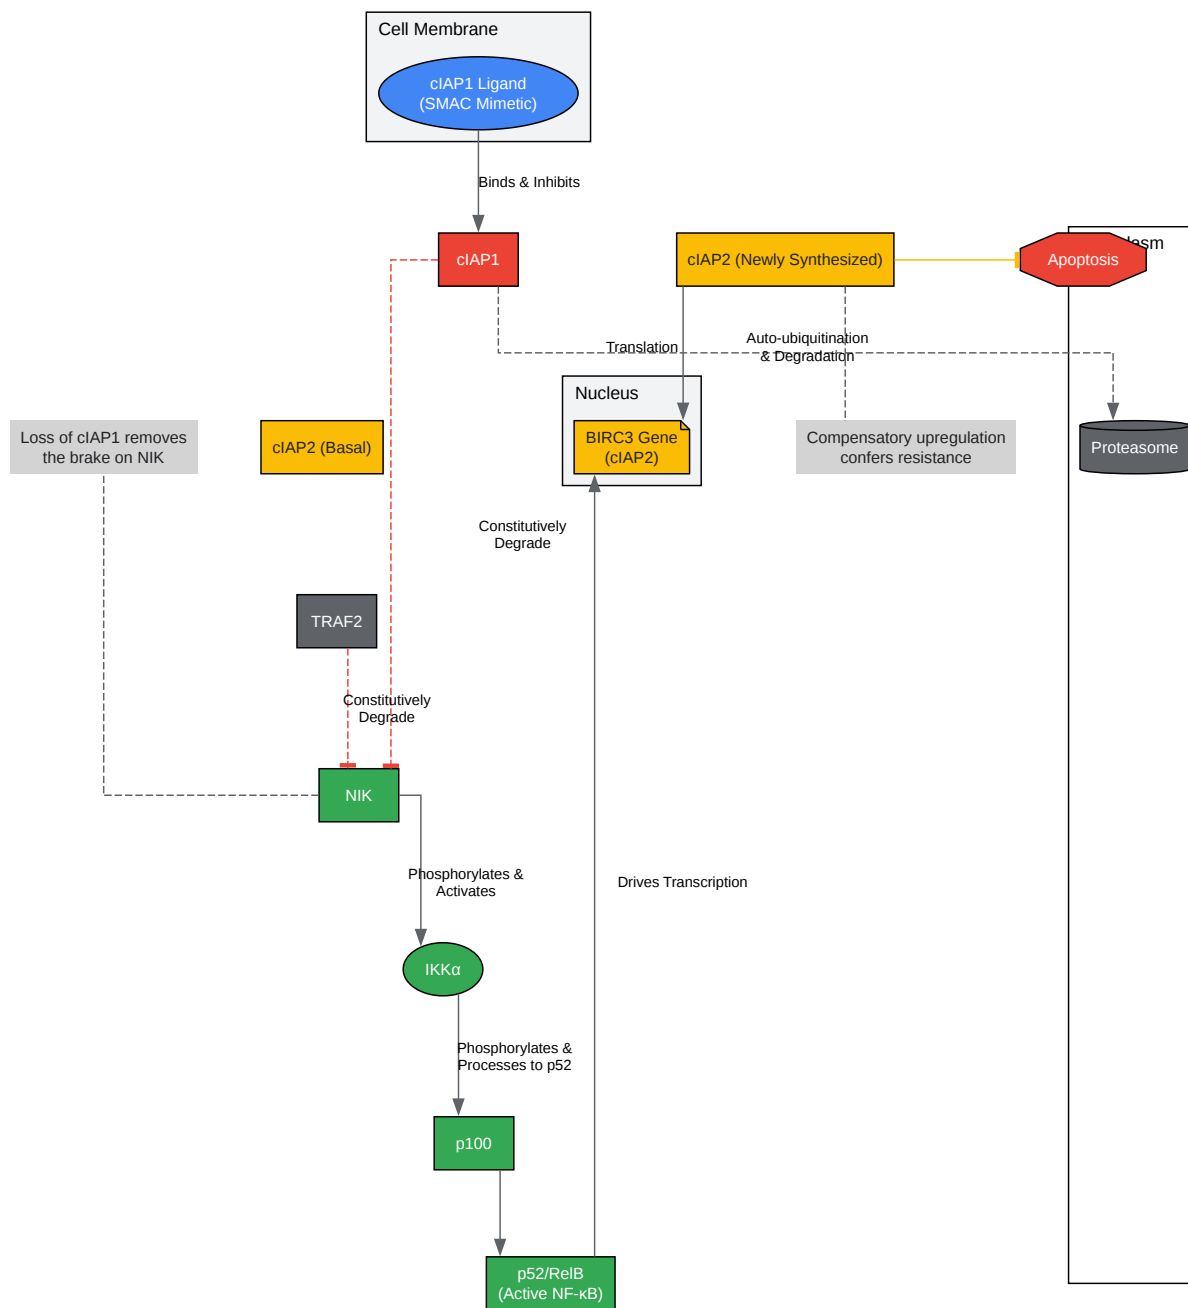 Cell Membrane
cIAP1 Ligand
(SMAC Mimetic)
Binds & Inhibits
cIAP1
cIAP2 (Newly Synthesized)
Apoptosis
Translation
Auto-ubiquitination
& Degradation
Nucleus
BIRC3 Gene
(cIAP2)
Loss of cIAP1 removes
the brake on NIK
cIAP2 (Basal)
Compensatory upregulation
confers resistance
Proteasome
Constitutively
Degrade
TRAF2
Constitutively
Degrade
NIK
Phosphorylates &
Activates
Drives Transcription
IKKα
Phosphorylates &
Processes to p52
p100
p52/RelB
(Active NF-κB)